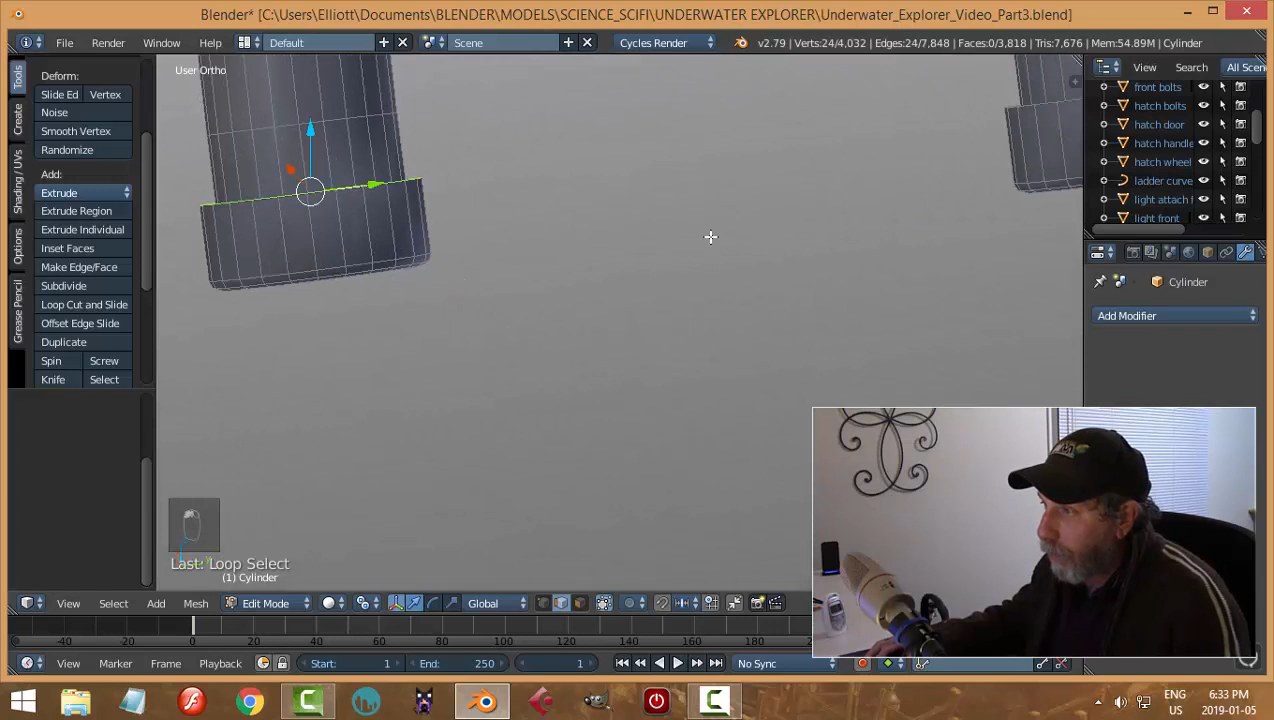 Blender* [C:\Users\Elliott\Documents\BLENDER\MODELS\SCIENCE_SCIFI\UNDERWATER EXPLORER\Underwater_Explorer_Video_Part3.blend]
File Render Window Help Default Scene Cycles Render v2.79 | Verts:24/4,032 | Edges:24/7,848 | Faces:0/3,818 | Tris:7,676 | Mem:54.89M | Cylinder
Tools
Create
Shading / UVs
Options
Grease Pencil
Deform:
Slide Ed Vertex
Noise
Smooth Vertex
Randomize
Add:
Extrude
Extrude Region
Extrude Individual
Inset Faces
Make Edge/Face
Subdivide
Loop Cut and Slide
Offset Edge Slide
Duplicate
Spin Screw
Knife Select
User Ortho
Last: Loop Select
(1) Cylinder
View Search All Scen
front bolts
hatch bolts
hatch door
hatch handle
hatch wheel
ladder curve
light attach
light front
Cylinder
Add Modifier
View Select Add Mesh Edit Mode Global
-40 -20 0 20 40 60 80 100 120 140 160 180
View Marker Frame Playback Start: 1 End: 250 1 No Sync
ENG 6:33 PM
US 2019-01-05